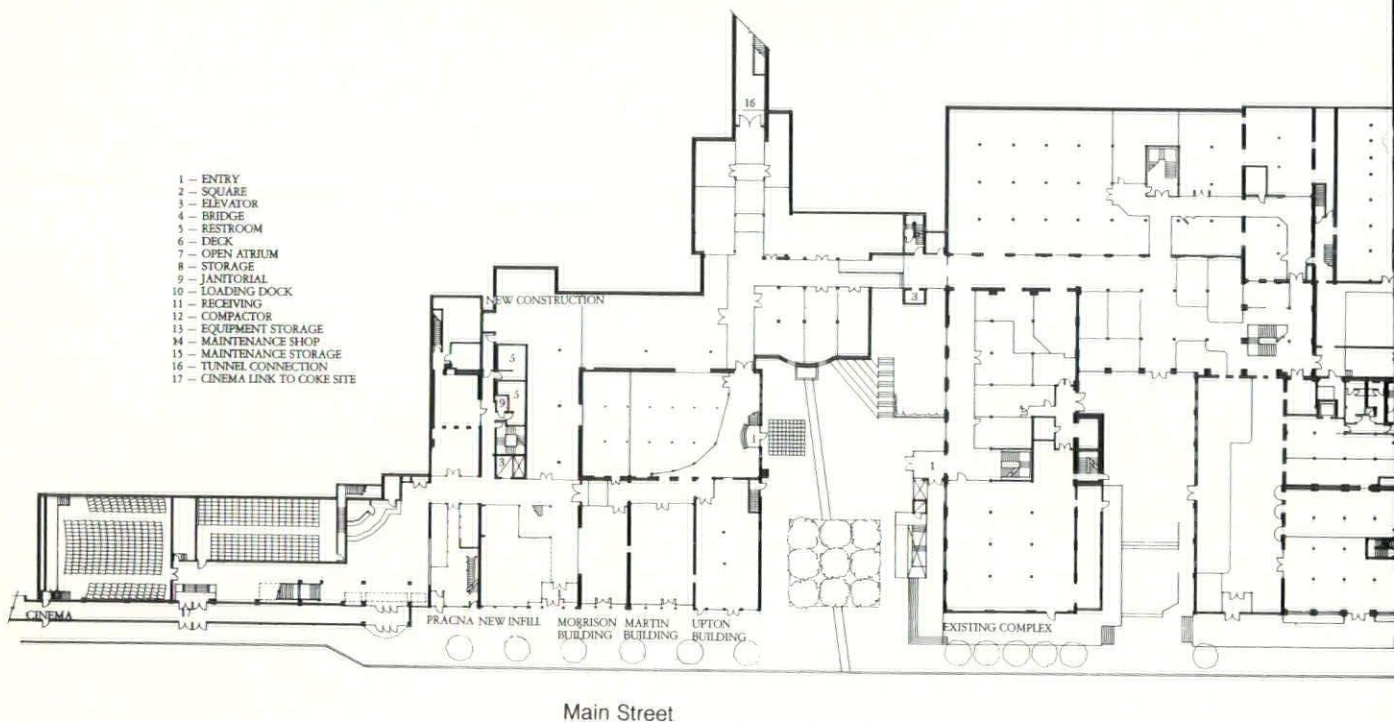 1 – ENTRY
2 – SQUARE
3 – ELEVATOR
4 – BRIDGE
5 – RESTROOM
6 – DECK
7 – OPEN ATRIUM
8 – STORAGE
9 – JANITORIAL
10 – LOADING DOCK
11 – RECEIVING
12 – COMPACTOR
13 – EQUIPMENT STORAGE
14 – MAINTENANCE SHOP
15 – MAINTENANCE STORAGE
16 – TUNNEL CONNECTION
17 – CINEMA LINK TO COKE SITE
16
NEW CONSTRUCTION
3
5
9
5
3
1
1
17
CINEMA
PRACNA
NEW INFILL
MORRISON
BUILDING
MARTIN
BUILDING
UPTON
BUILDING
EXISTING COMPLEX
Main Street